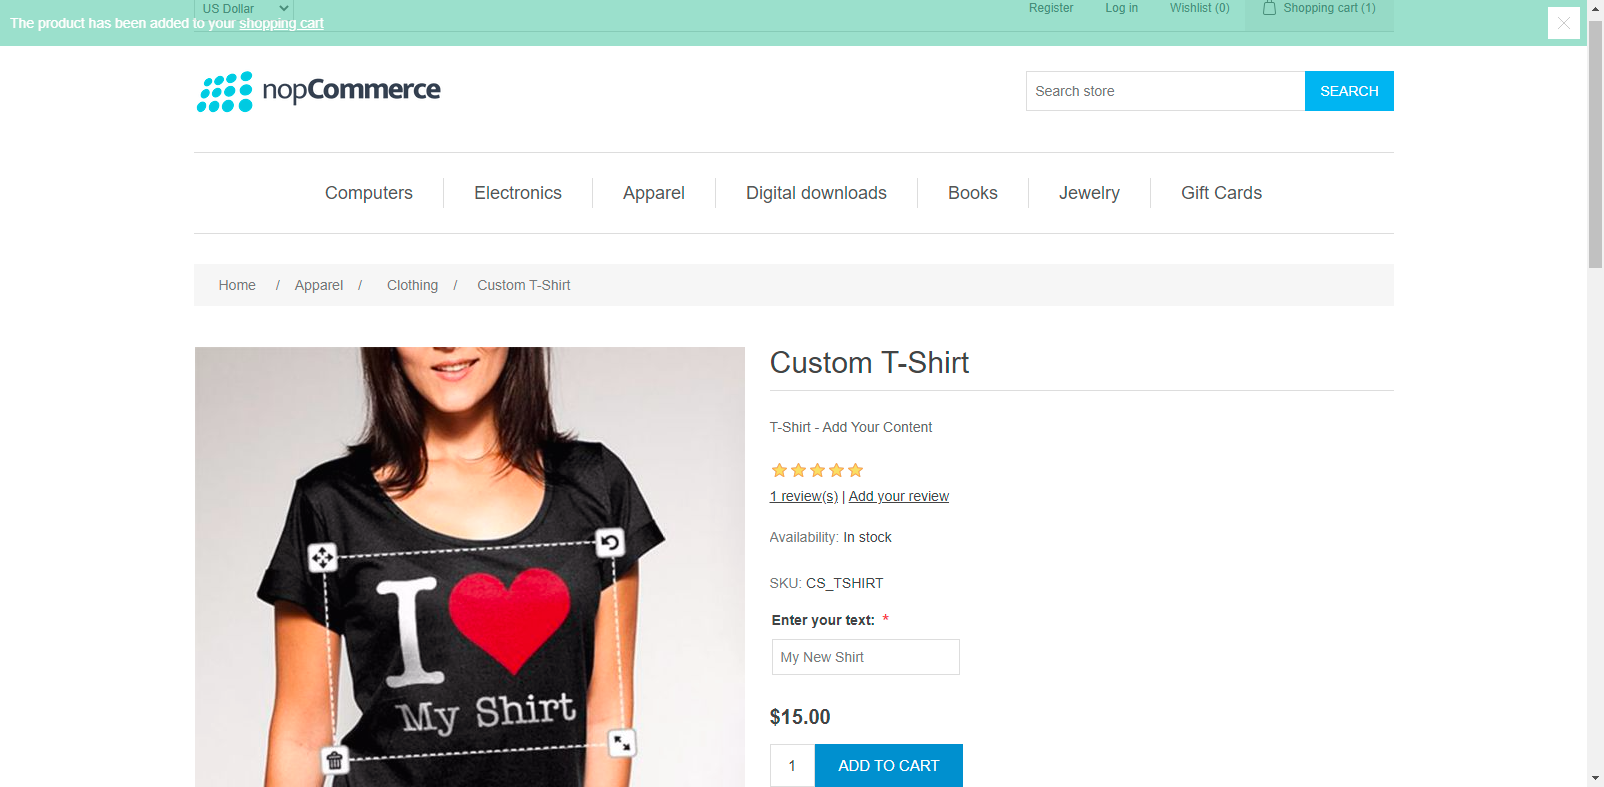 US Dollar
Register Log in Wishlist (0) Shopping cart (1)
The product has been added to your shopping cart
nopCommerce
Search store SEARCH
Computers Electronics Apparel Digital downloads Books Jewelry Gift Cards
Home / Apparel / Clothing / Custom T-Shirt
Custom T-Shirt
T-Shirt - Add Your Content
1 review(s) | Add your review
Availability: In stock
SKU: CS_TSHIRT
Enter your text: *
My New Shirt
$15.00
1 ADD TO CART
I
My Shirt